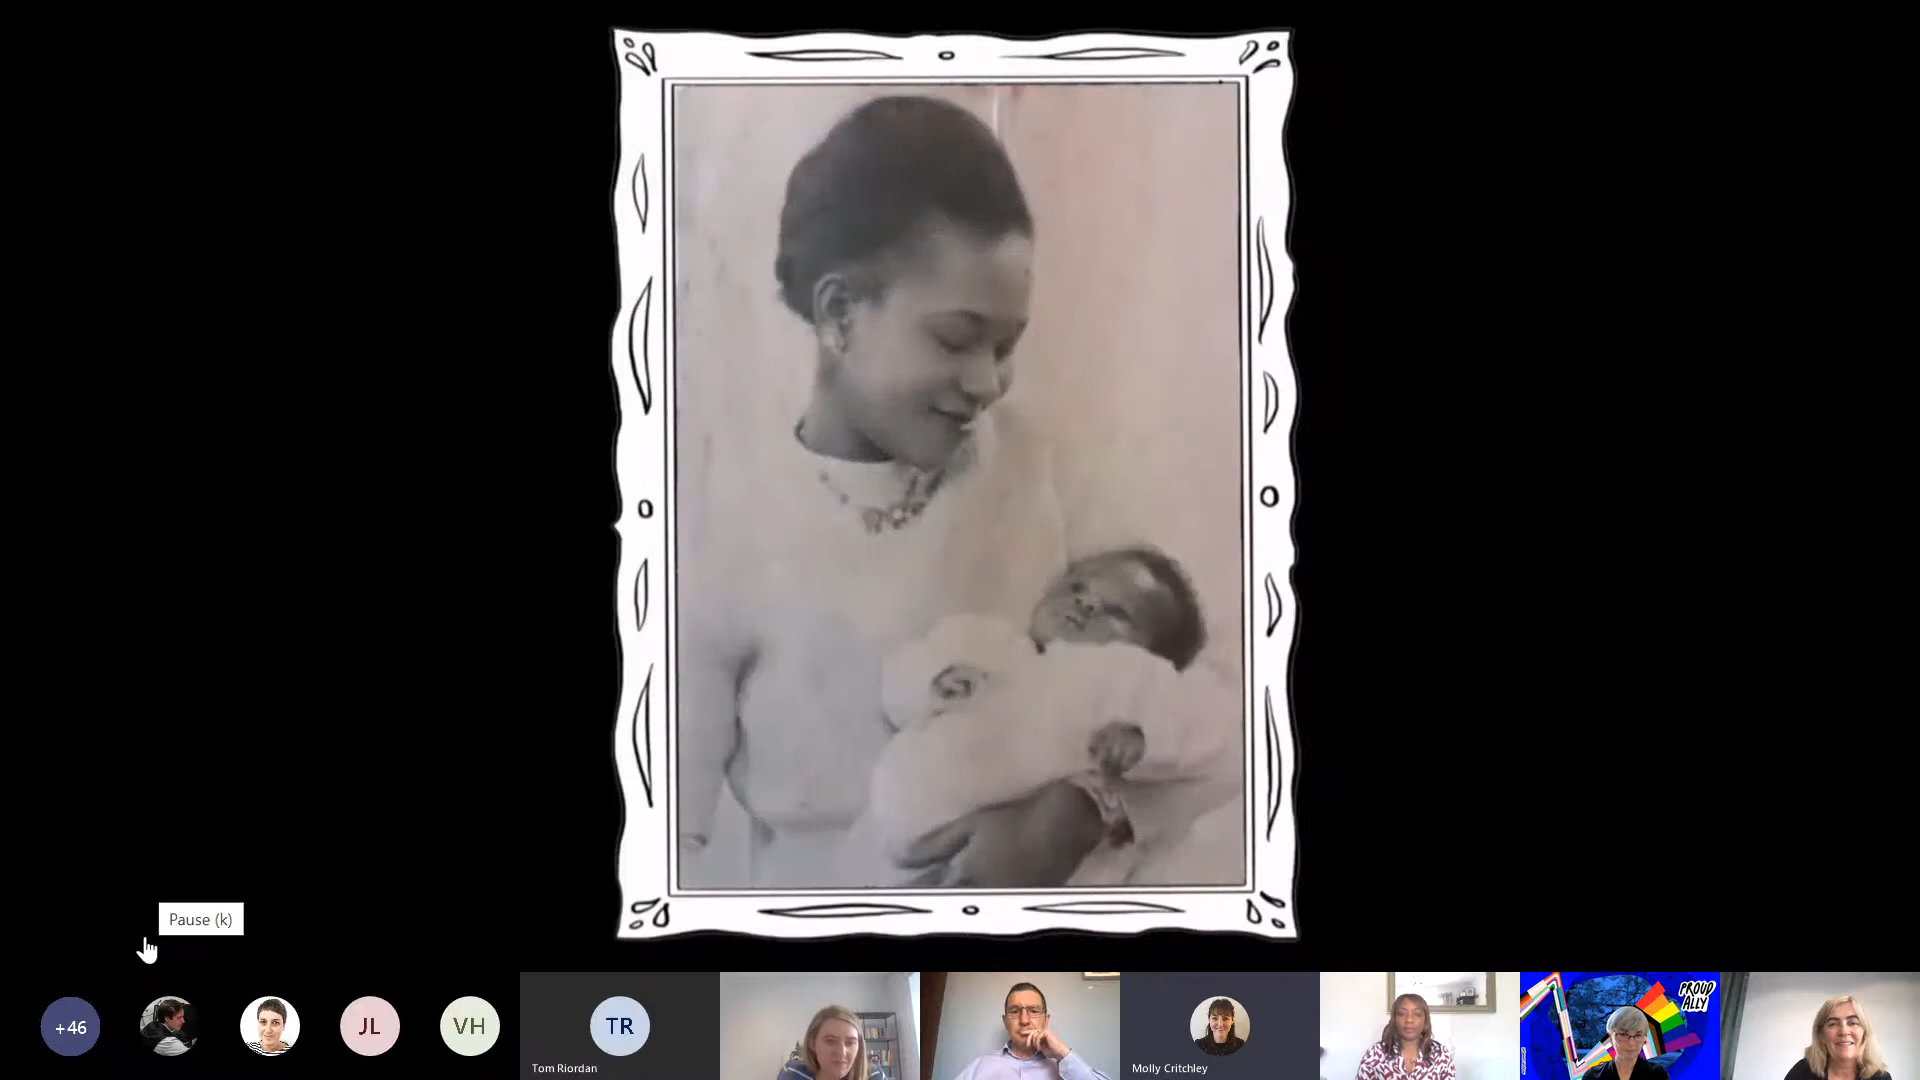 Pause (k)
+46
JL
VH
TR
Tom Riordan
Molly Critchley
PROUD
ALLY